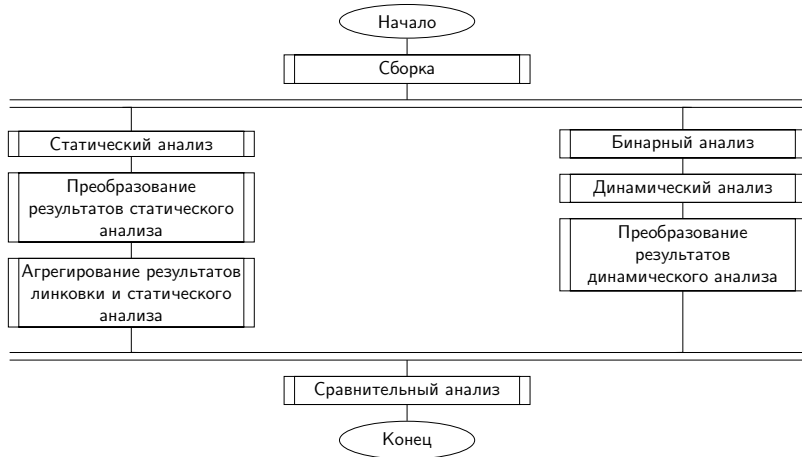 Начало
Сборка
Статический анализ
Преобразование
результатов статического
анализа
Агрегирование результатов
линковки и статического
анализа
Бинарный анализ
Динамический анализ
Преобразование
результатов
динамического анализа
Сравнительный анализ
Конец